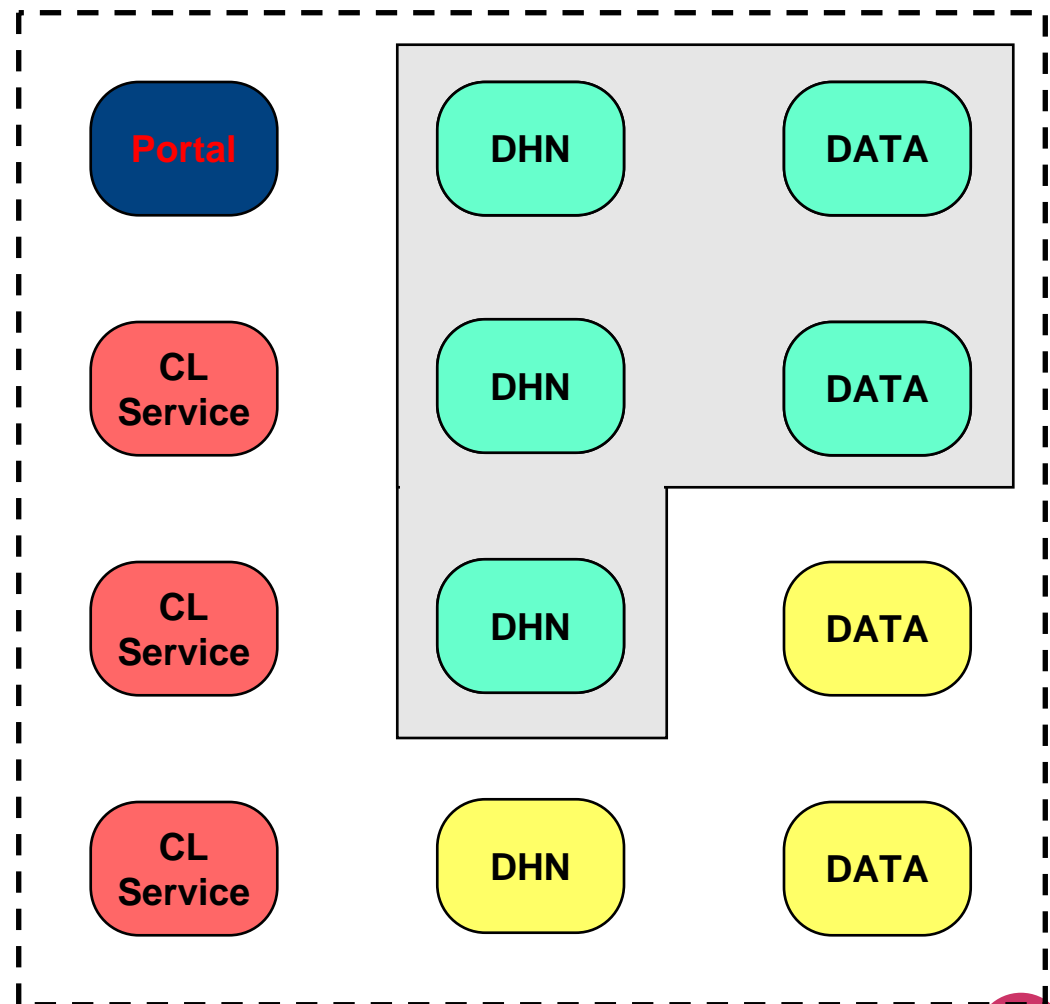 Portal
DHN
DATA
CL
Service
DHN
DATA
CL
Service
DHN
DATA
CL
Service
DHN
DATA